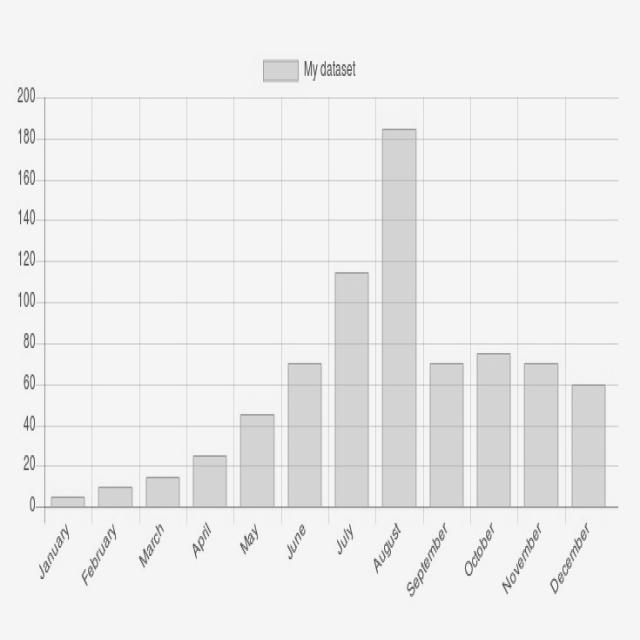 My dataset
200
180
160
140
120
100
80
60
40
20
0
January
February
March
April
May
June
July
August
September
October
November
December